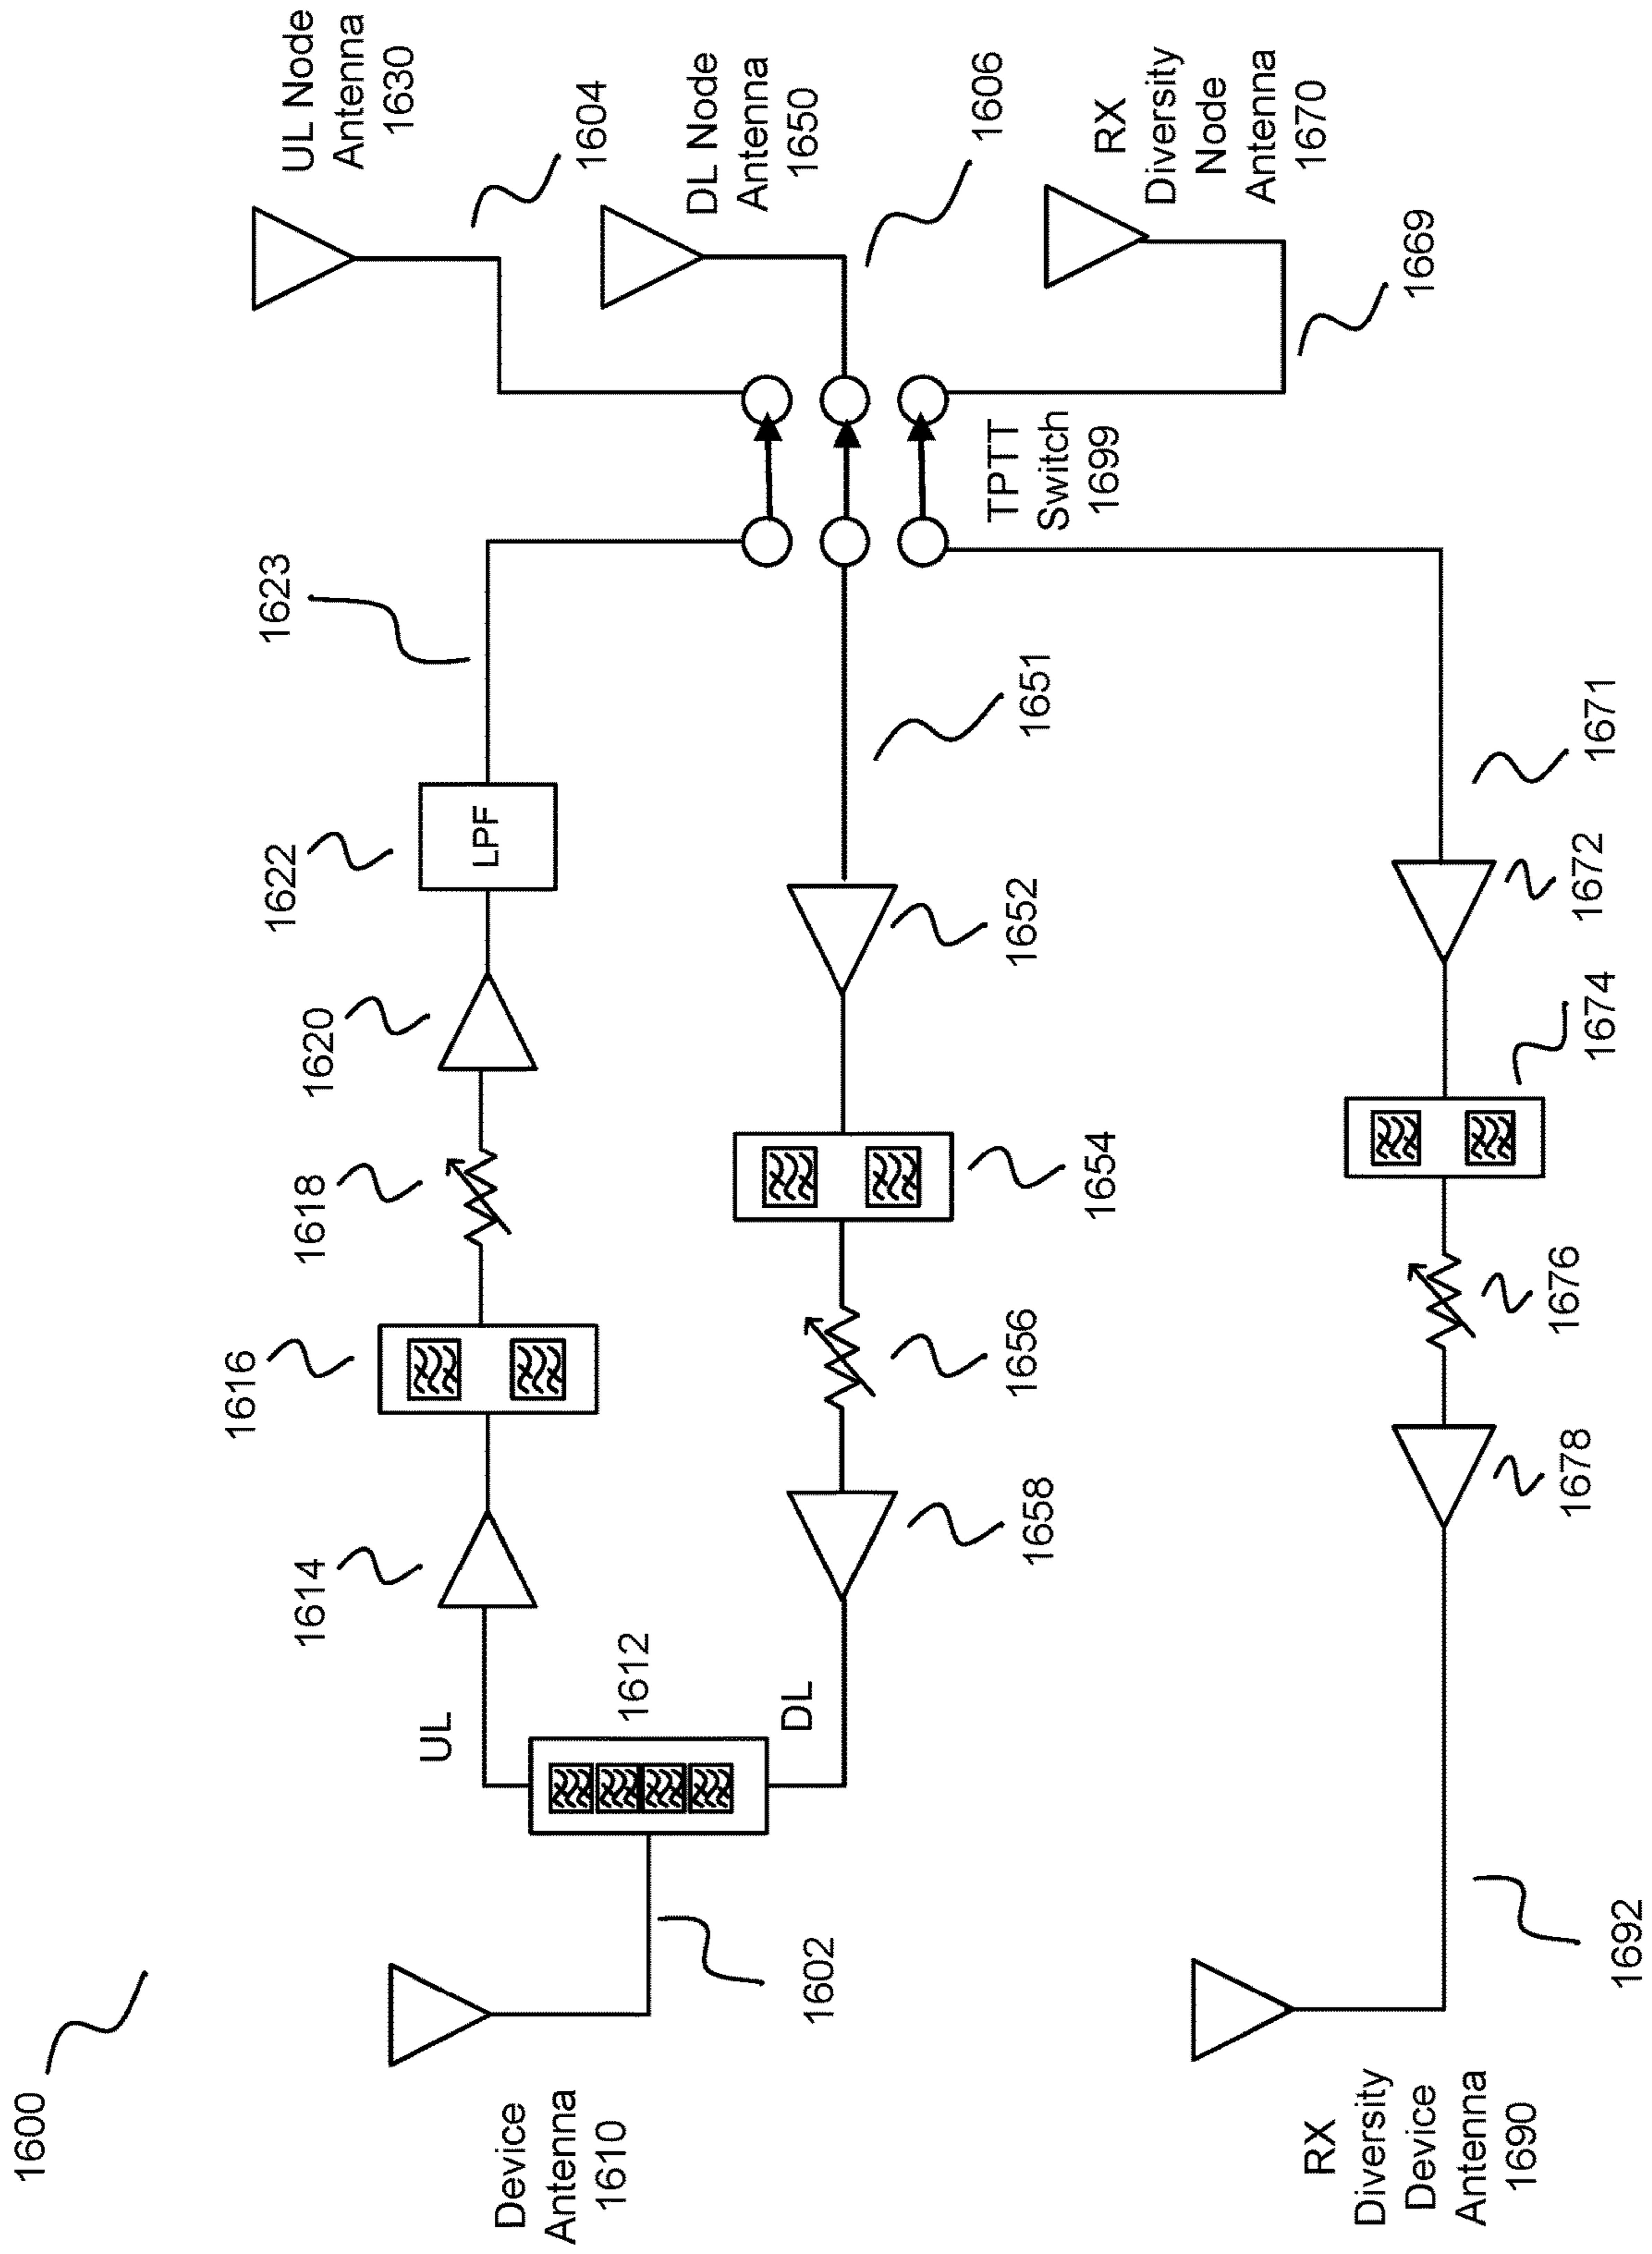 1600
UL Node
Antenna
1630
1604
DL Node
Antenna
1650
1606
RX
Diversity
Node
Antenna
1670
1669
TPTT
Switch
1699
1623
1622
LPF
1620
1618
1616
1614
UL
1612
DL
1651
1652
1654
1656
1658
Device
Antenna
1610
1602
1671
1672
1674
1676
1678
1692
RX
Diversity
Device
Antenna
1690